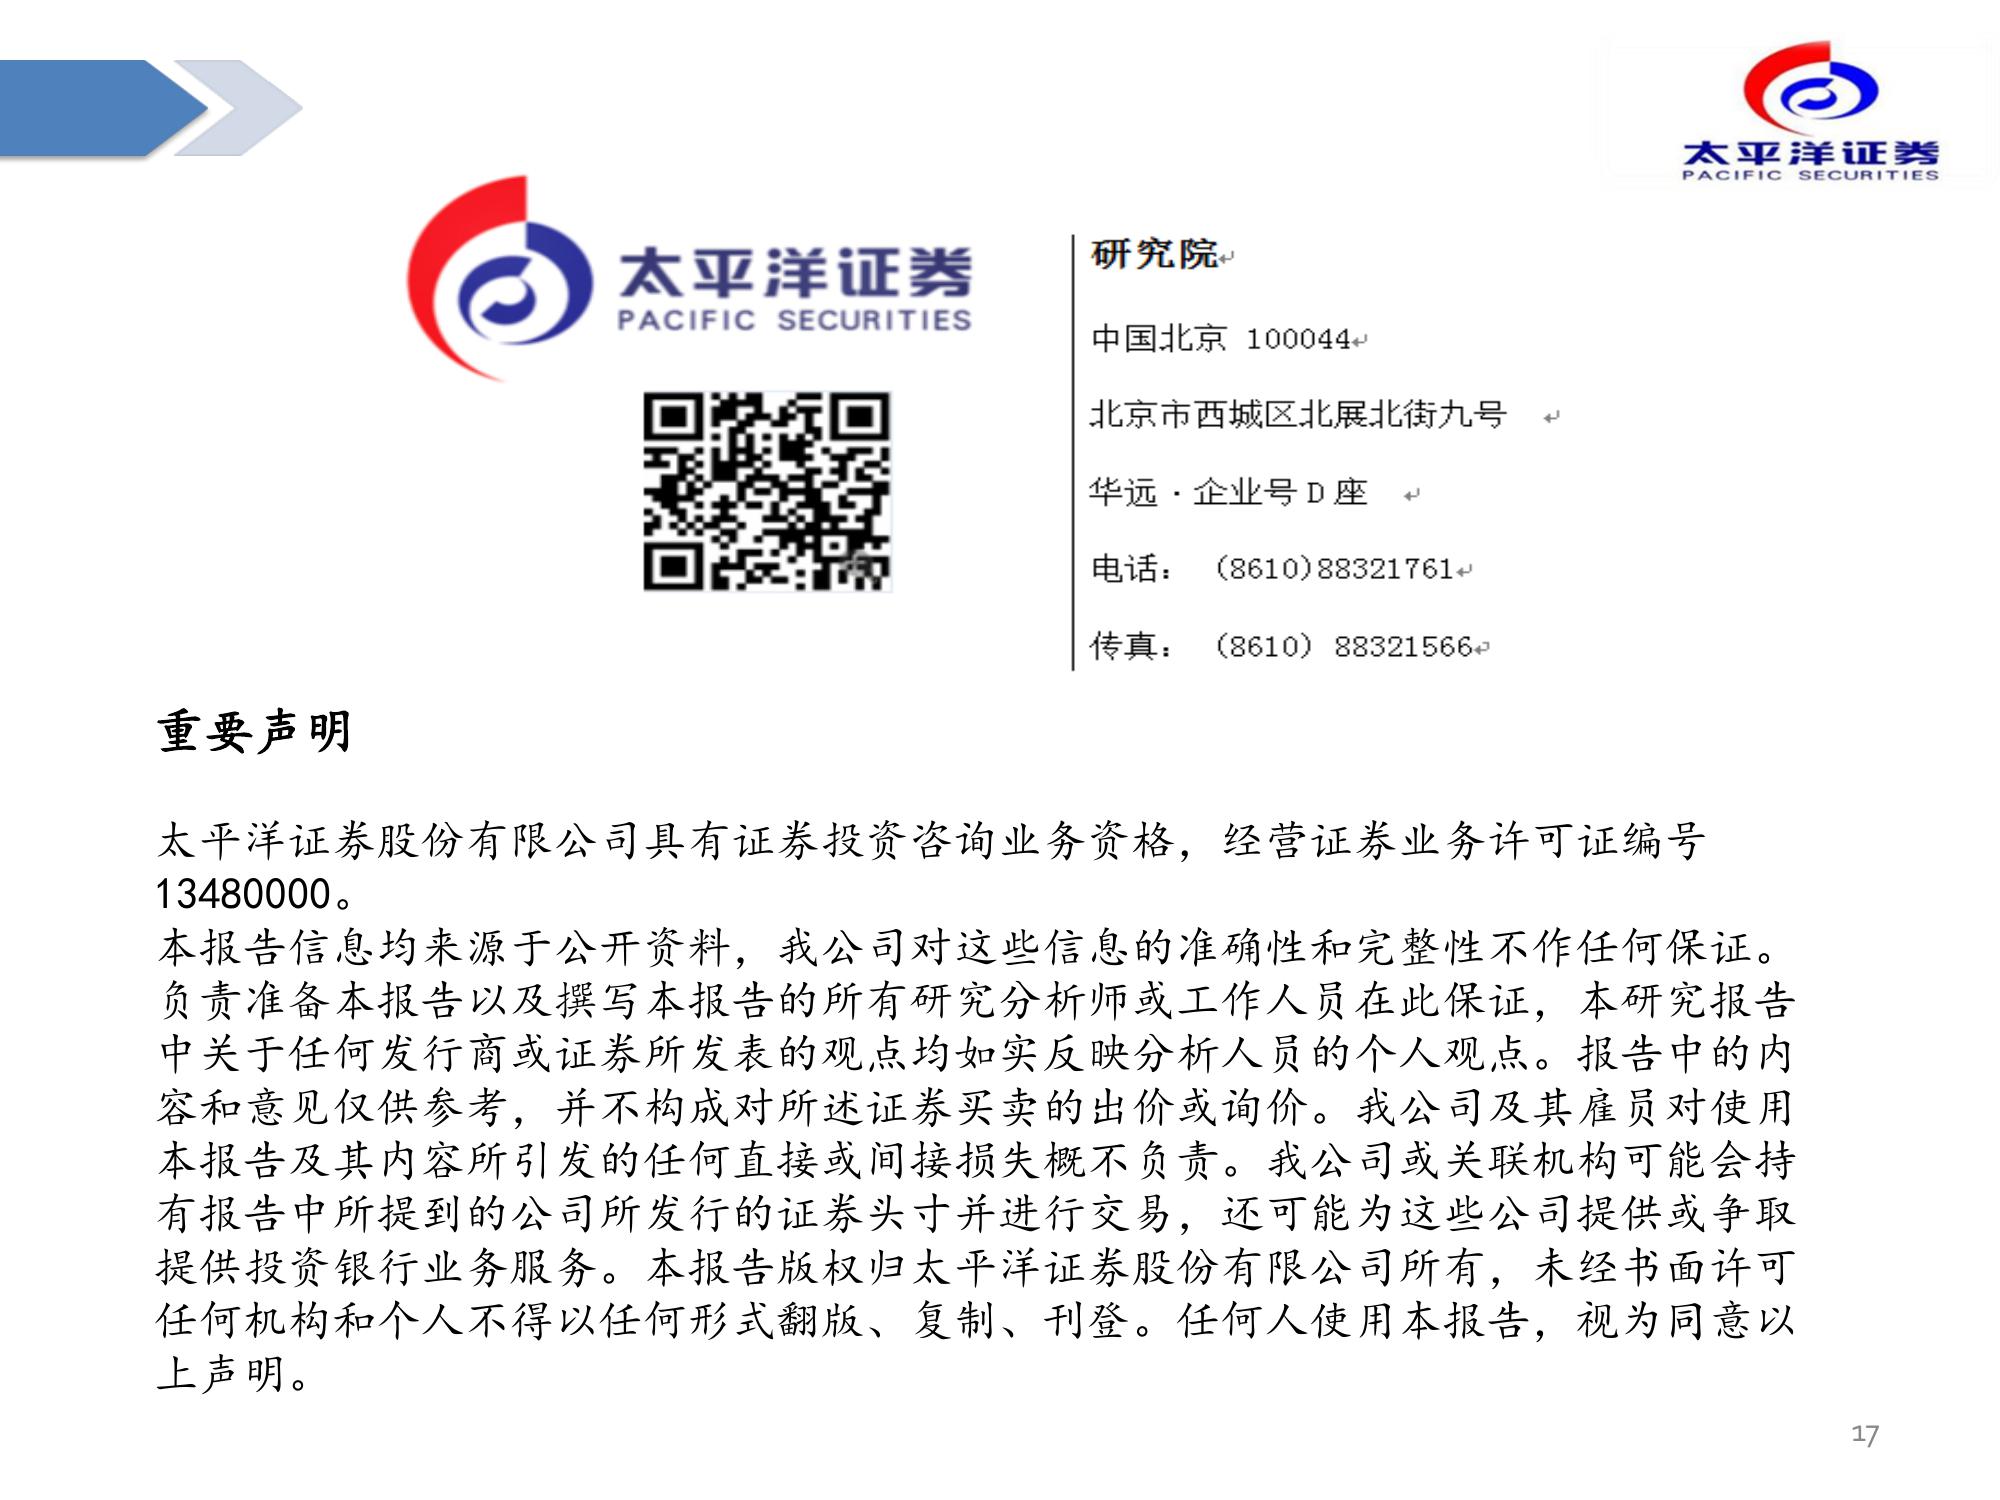 太平洋证券
PACIFIC SECURITIES
太平洋证券
PACIFIC SECURITIES
研究院
中国北京 100044
北京市西城区北展北街九号
华远·企业号D座
电话： (8610)88321761
传真： (8610) 88321566
重要声明
太平洋证券股份有限公司具有证券投资咨询业务资格，经营证券业务许可证编号
13480000。
本报告信息均来源于公开资料，我公司对这些信息的准确性和完整性不作任何保证。
负责准备本报告以及撰写本报告的所有研究分析师或工作人员在此保证，本研究报告
中关于任何发行商或证券所发表的观点均如实反映分析人员的个人观点。报告中的内
容和意见仅供参考，并不构成对所述证券买卖的出价或询价。我公司及其雇员对使用
本报告及其内容所引发的任何直接或间接损失概不负责。我公司或关联机构可能会持
有报告中所提到的公司所发行的证券头寸并进行交易，还可能为这些公司提供或争取
提供投资银行业务服务。本报告版权归太平洋证券股份有限公司所有，未经书面许可
任何机构和个人不得以任何形式翻版、复制、刊登。任何人使用本报告，视为同意以
上声明。
17